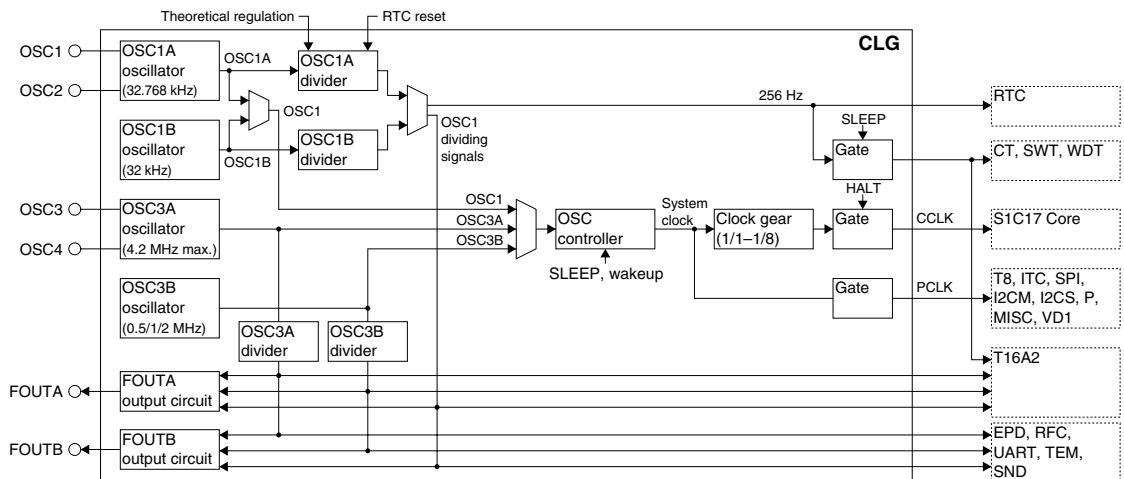 Theoretical regulation
RTC reset
CLG
OSC1
OSC2
OSC1A
oscillator
(32.768 kHz)
OSC1A
OSC1A
divider
OSC1
OSC1B
oscillator
(32 kHz)
OSC1B
OSC1B
divider
OSC1
dividing
signals
256 Hz
RTC
SLEEP
Gate
CT, SWT, WDT
HALT
OSC3
OSC4
OSC3A
oscillator
(4.2 MHz max.)
OSC1
OSC3A
OSC3B
OSC
controller
SLEEP, wakeup
System
clock
Clock gear
(1/1–1/8)
Gate
CCLK
S1C17 Core
OSC3B
oscillator
(0.5/1/2 MHz)
Gate
PCLK
T8, ITC, SPI,
I2CM, I2CS, P,
MISC, VD1
OSC3A
divider
OSC3B
divider
T16A2
FOUTA
FOUTA
output circuit
FOUTB
FOUTB
output circuit
EPD, RFC,
UART, TEM,
SND